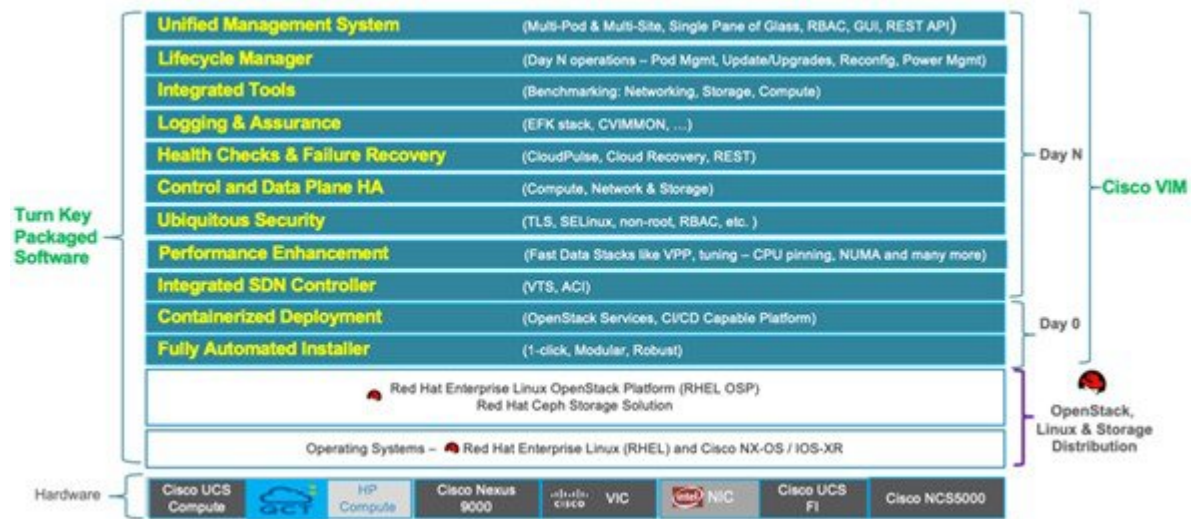 Unified Management System (Multi-Pod & Multi-Site, Single Pane of Glass, RBAC, GUI, REST API)
Lifecycle Manager (Day N operations – Pod Mgmt, Update/Upgrades, Reconfig, Power Mgmt)
Integrated Tools (Benchmarking: Networking, Storage, Compute)
Logging & Assurance (EFK stack, CVIMMON, ...)
Health Checks & Failure Recovery (CloudPulse, Cloud Recovery, REST)
Control and Data Plane HA (Compute, Network & Storage)
Ubiquitous Security (TLS, SELinux, non-root, RBAC, etc. )
Performance Enhancement (Fast Data Stacks like VPP, tuning – CPU pinning, NUMA and many more)
Integrated SDN Controller (VTS, ACI)
Containerized Deployment (OpenStack Services, CI/CD Capable Platform)
Fully Automated Installer (1-click, Modular, Robust)
Turn Key
Packaged
Software
Day N
Cisco VIM
Day 0
Red Hat Enterprise Linux OpenStack Platform (RHEL OSP)
Red Hat Ceph Storage Solution
Operating Systems – Red Hat Enterprise Linux (RHEL) and Cisco NX-OS / IOS-XR
OpenStack,
Linux & Storage
Distribution
Hardware
Cisco UCS
Compute
QCT
HP
Compute
Cisco Nexus
9000
CISCO VIC
intel NIC
Cisco UCS
FI
Cisco NCS5000